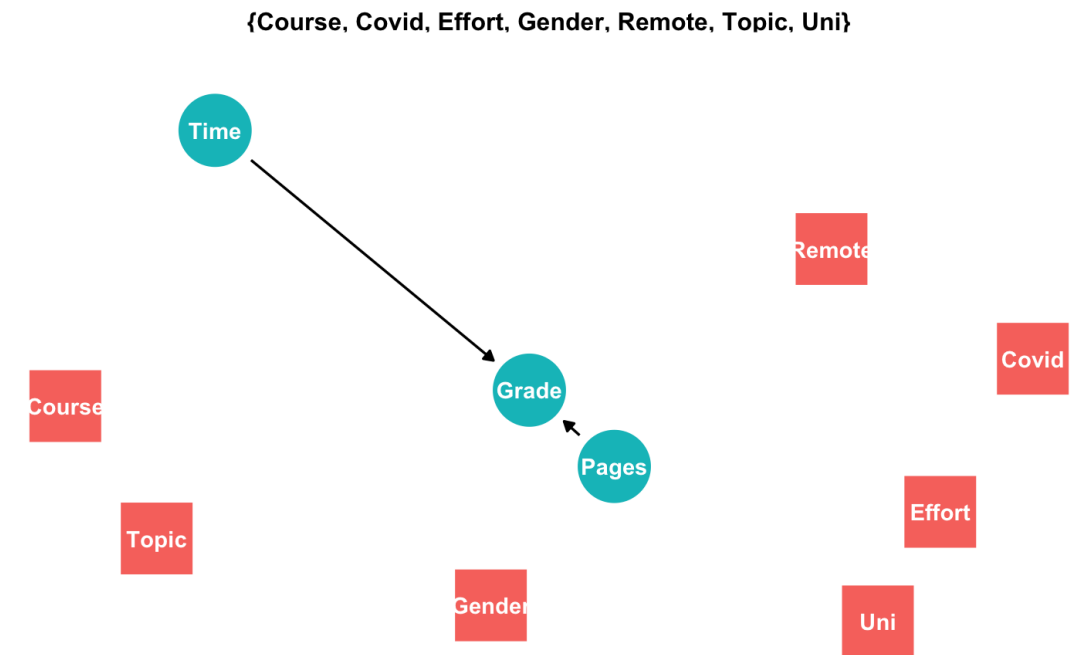 {Course, Covid, Effort, Gender, Remote, Topic, Uni}
Time
Remote
Covid
Grade
Course
Pages
Effort
Topic
Gender
Uni